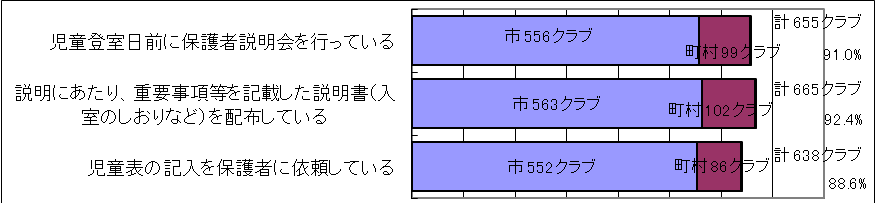 児童登室日前に保護者説明会を行っている
市556クラブ
町村99クラブ
計655クラブ
91.0%
説明にあたり、重要事項等を記載した説明書(入
室のしおりなど)を配布している
市563クラブ
町村102クラブ
計665クラブ
92.4%
児童表の記入を保護者に依頼している
市552クラブ
町村86クラブ
計638クラブ
88.6%